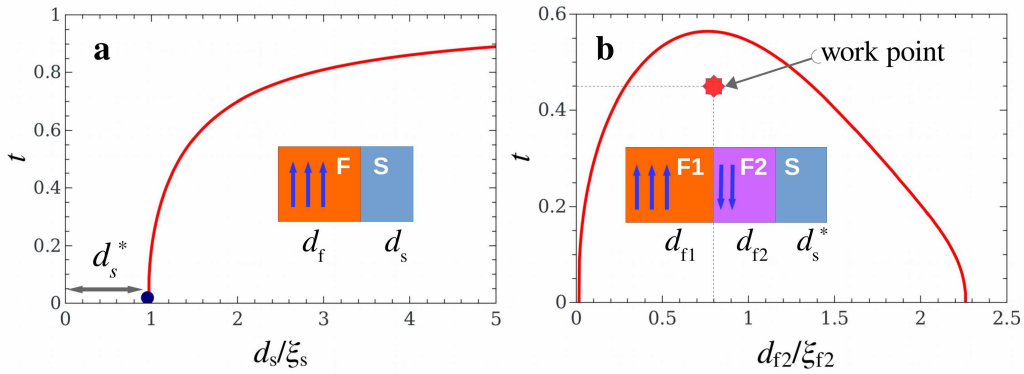 a
t
1
0.8
0.6
0.4
0.2
0
F S
d_f d_s
d_s^*
0 1 2 3 4 5
d_s/ξ_s
b
work point
t
0.6
0.4
0.2
0
F1 F2 S
d_f1 d_f2 d_s^*
0 0.5 1 1.5 2 2.5
d_f2/ξ_f2